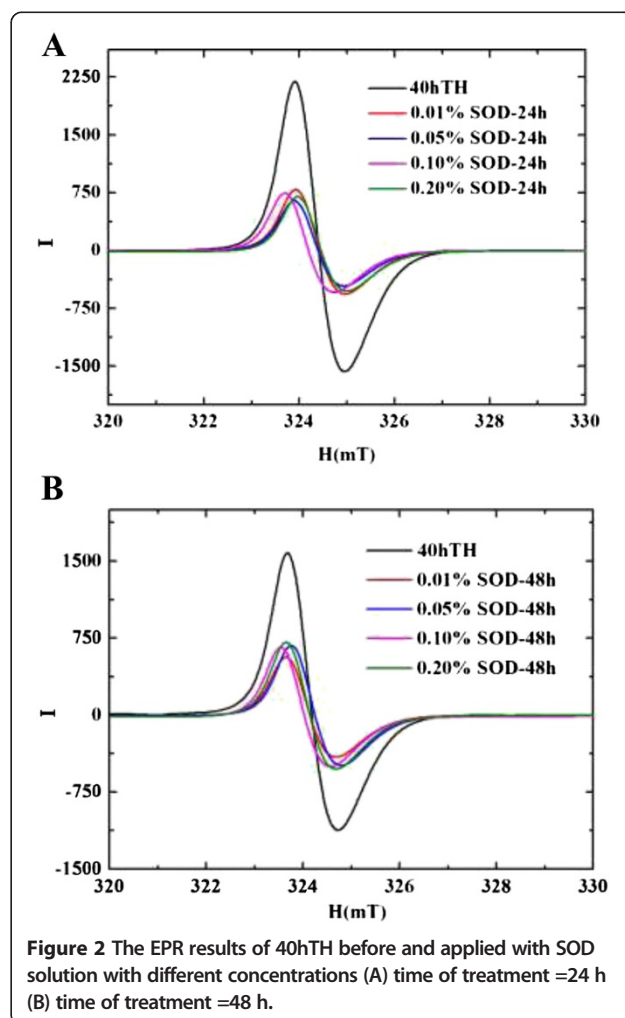 A
2250
1500
750
0
-750
-1500
I
40hTH
0.01% SOD-24h
0.05% SOD-24h
0.10% SOD-24h
0.20% SOD-24h
320 322 324 326 328 330
H(mT)
B
1500
750
0
-750
-1500
I
40hTH
0.01% SOD-48h
0.05% SOD-48h
0.10% SOD-48h
0.20% SOD-48h
320 322 324 326 328 330
H(mT)
Figure 2 The EPR results of 40hTH before and applied with SOD
solution with different concentrations (A) time of treatment =24 h
(B) time of treatment =48 h.